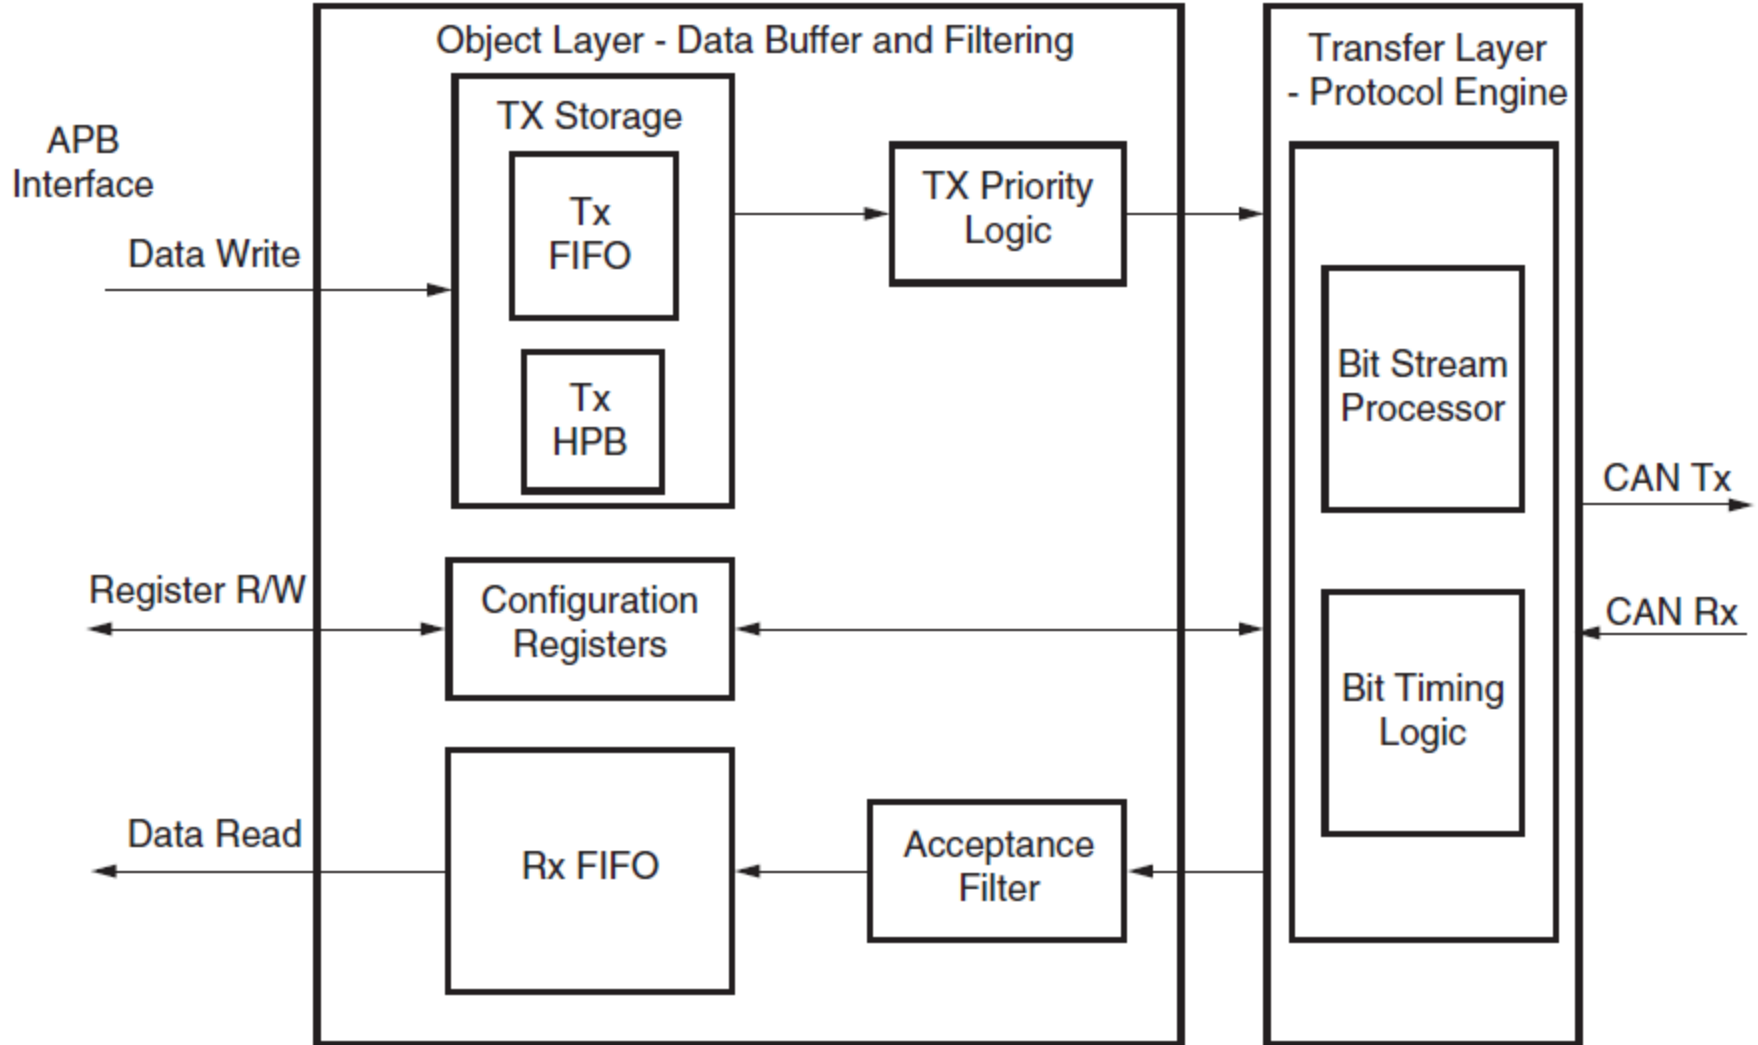 Object Layer - Data Buffer and Filtering
Transfer Layer
- Protocol Engine
APB
Interface
TX Storage
Tx
FIFO
TX Priority
Logic
Data Write
Tx
HPB
Bit Stream
Processor
CAN Tx
Register R/W
Configuration
Registers
CAN Rx
Bit Timing
Logic
Data Read
Rx FIFO
Acceptance
Filter